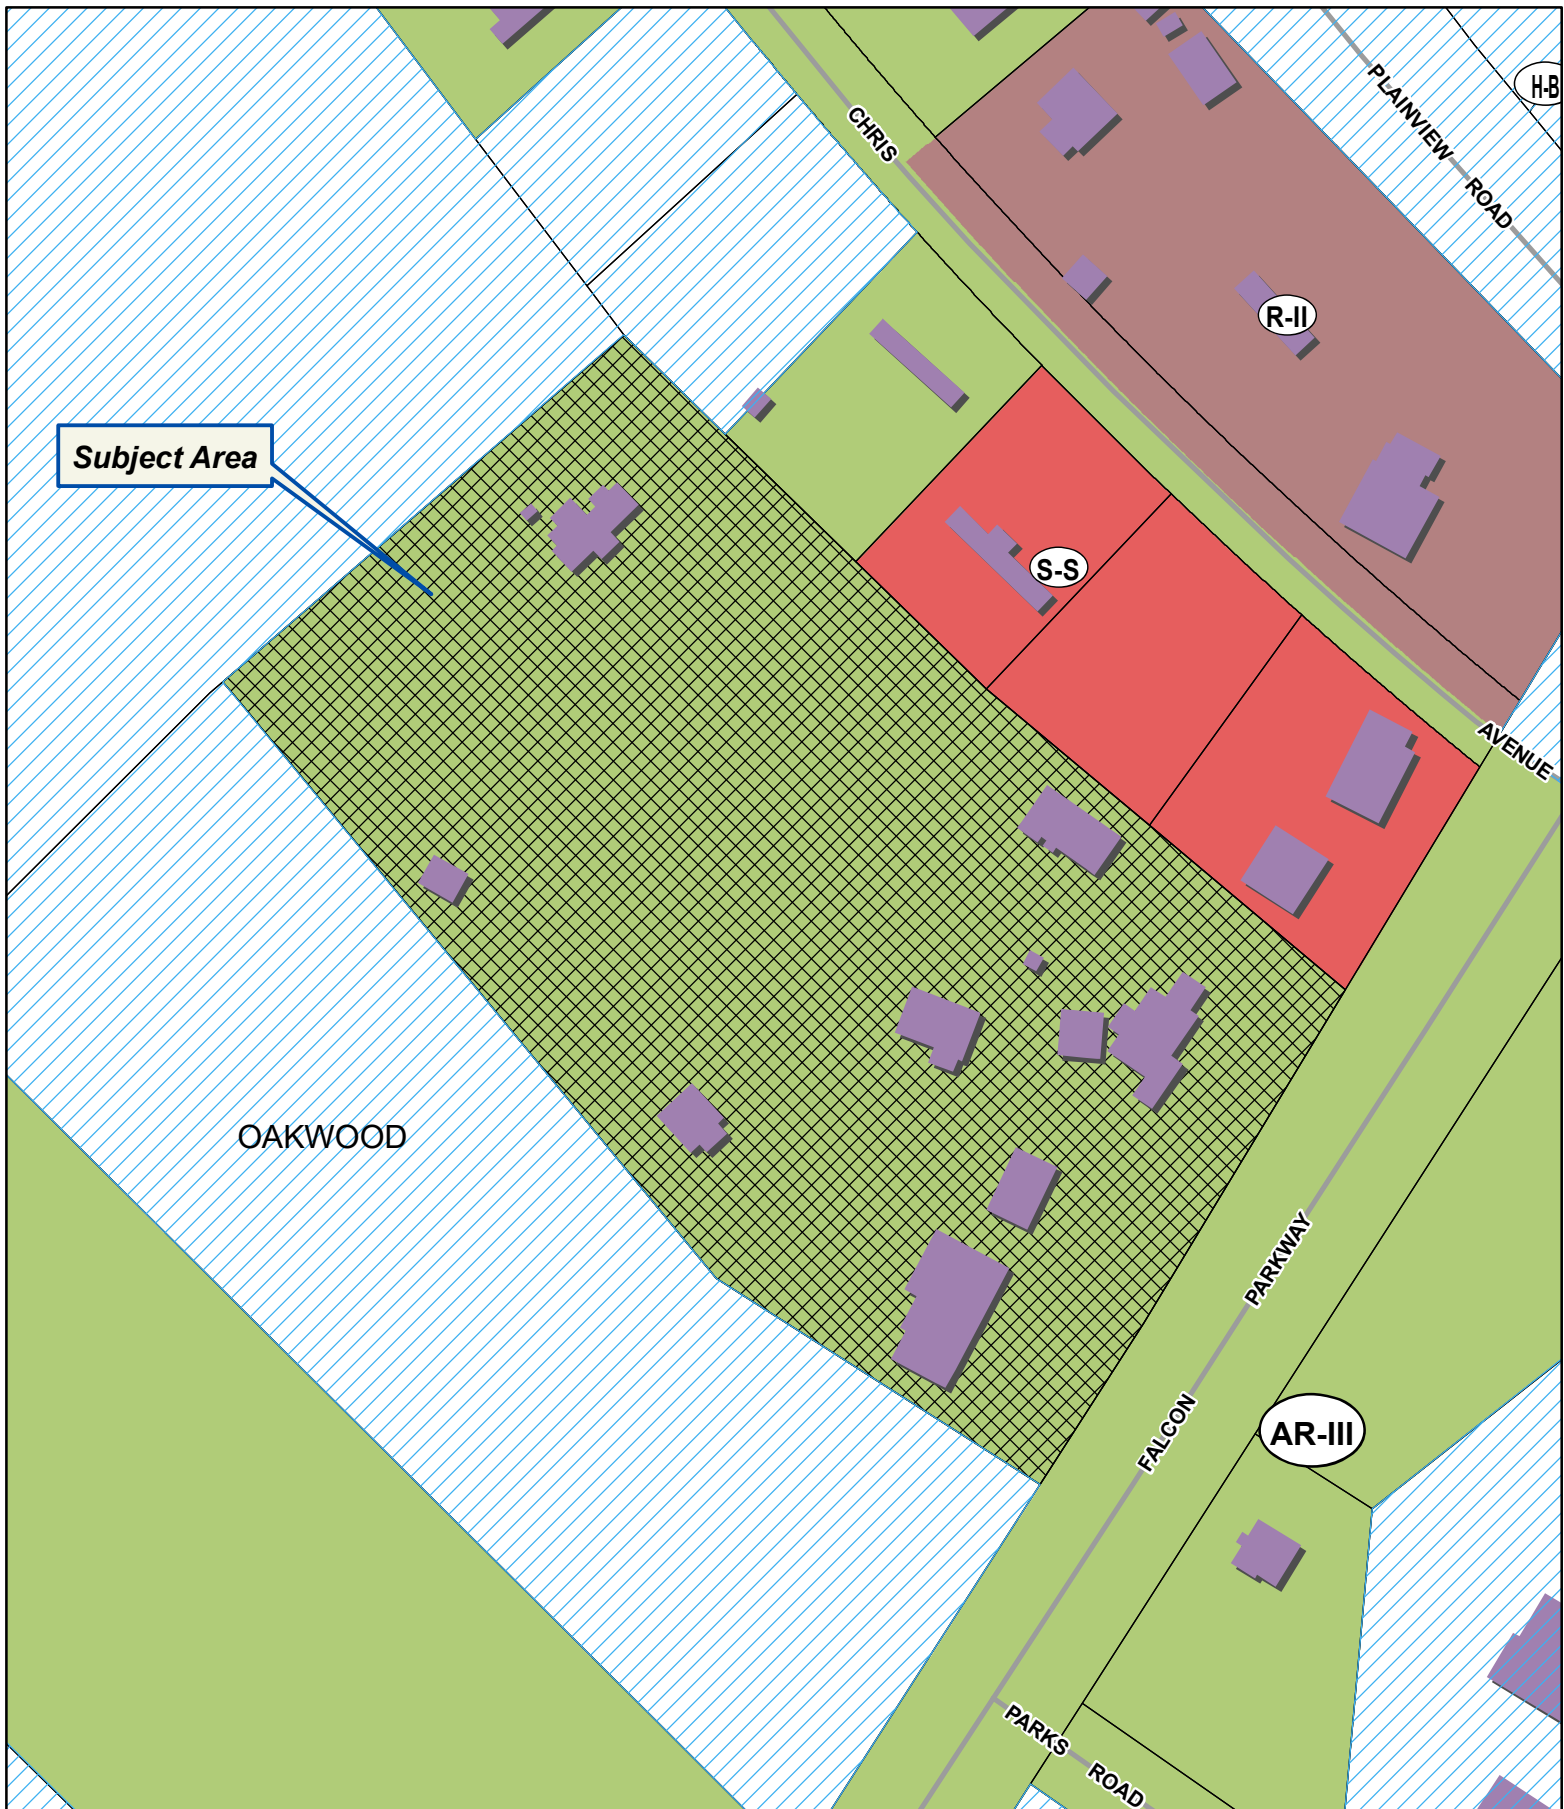 PLAINVIEW ROAD
H-B
CHRIS
R-II
Subject Area
S-S
AVENUE
OAKWOOD
PARKWAY
FALCON
AR-III
PARKS ROAD